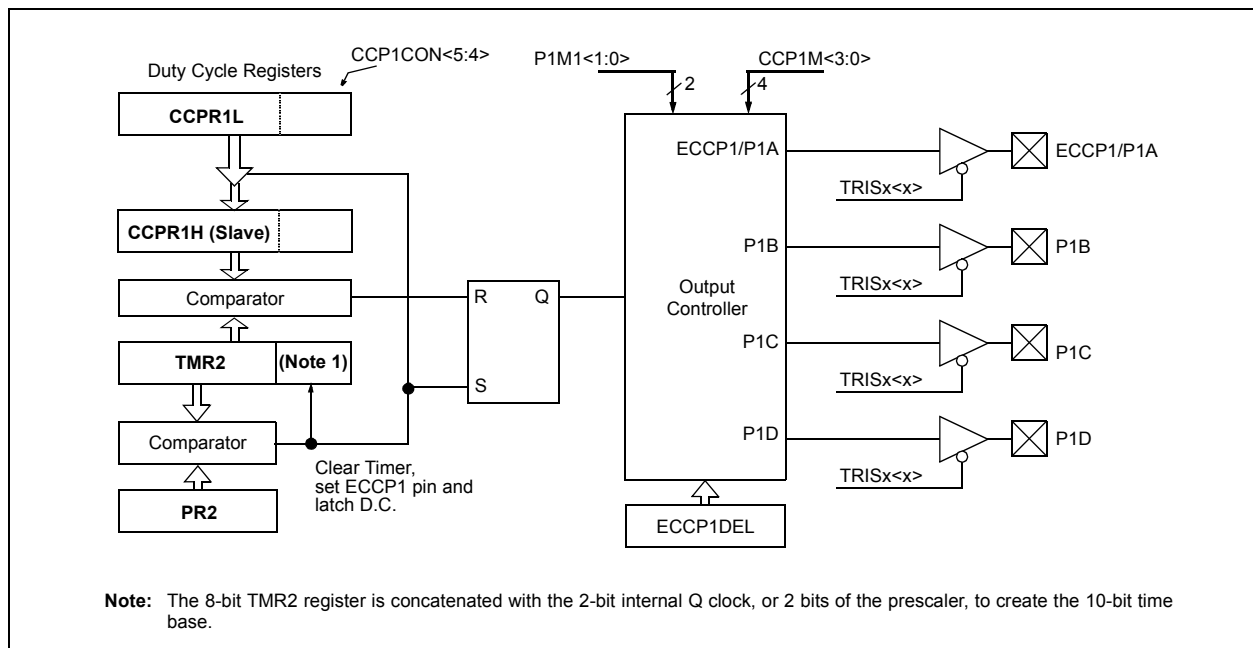 CCP1CON<5:4>
Duty Cycle Registers
CCPR1L
CCPR1H (Slave)
Comparator
TMR2
(Note 1)
Comparator
PR2
Clear Timer,
set ECCP1 pin and
latch D.C.
R
Q
S
P1M1<1:0>
2
CCP1M<3:0>
4
ECCP1/P1A
P1B
Output
Controller
P1C
P1D
ECCP1DEL
TRISx<x>
ECCP1/P1A
TRISx<x>
P1B
TRISx<x>
P1C
TRISx<x>
P1D
Note: The 8-bit TMR2 register is concatenated with the 2-bit internal Q clock, or 2 bits of the prescaler, to create the 10-bit time
base.